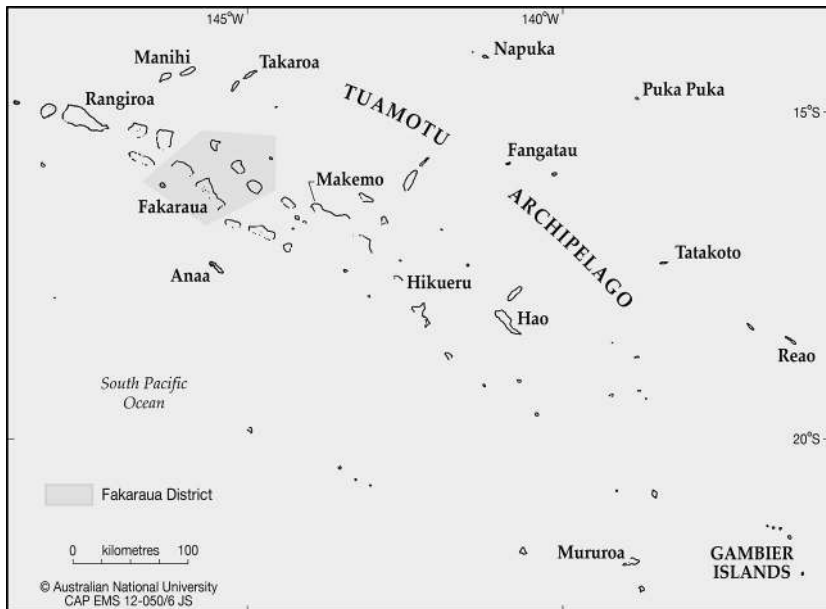 145°W
140°W
Manihi
Takaroa
Napuka
Rangiroa
TUAMOTU
Puka Puka
15°S
Fangatau
Makemo
Fakaraua
ARCHIPELAGO
Tatakoto
Anaa
Hikueru
Hao
Reao
South Pacific
Ocean
20°S
Fakaraua District
0 kilometres 100
Mururoa
GAMBIER
ISLANDS
© Australian National University
CAP EMS 12-050/6 JS